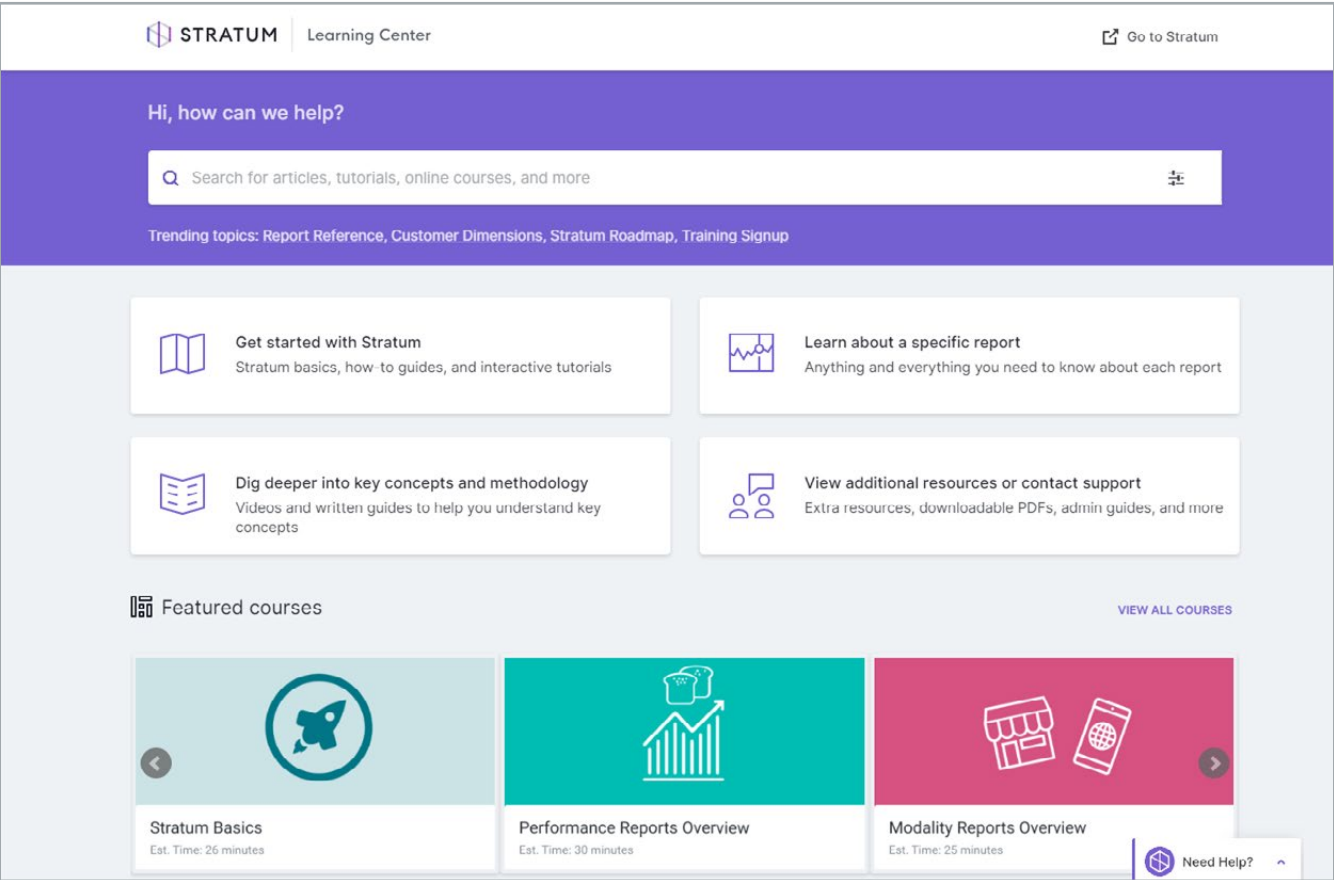 STRATUM Learning Center
Go to Stratum
Hi, how can we help?
Search for articles, tutorials, online courses, and more
Trending topics: Report Reference, Customer Dimensions, Stratum Roadmap, Training Signup
Get started with Stratum
Stratum basics, how-to guides, and interactive tutorials
Learn about a specific report
Anything and everything you need to know about each report
Dig deeper into key concepts and methodology
Videos and written guides to help you understand key
concepts
View additional resources or contact support
Extra resources, downloadable PDFs, admin guides, and more
Featured courses
VIEW ALL COURSES
Stratum Basics
Est. Time: 26 minutes
Performance Reports Overview
Est. Time: 30 minutes
Modality Reports Overview
Est. Time: 25 minutes
Need Help?